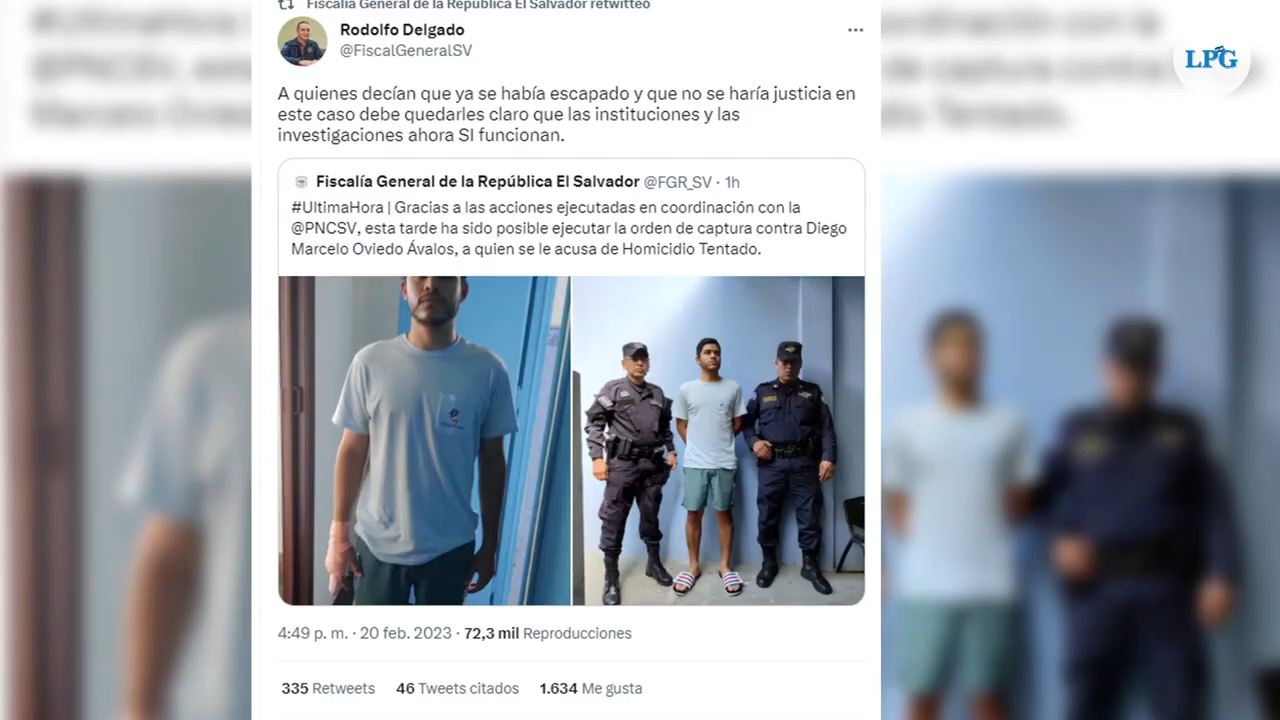 Fiscalía General de la República El Salvador retwitteó
Rodolfo Delgado
@FiscalGeneralSV
LPG
A quienes decían que ya se había escapado y que no se haría justicia en
este caso debe quedarles claro que las instituciones y las
investigaciones ahora SI funcionan.
Fiscalía General de la República El Salvador @FGR_SV · 1h
#UltimaHora | Gracias a las acciones ejecutadas en coordinación con la
@PNCSV, esta tarde ha sido posible ejecutar la orden de captura contra Diego
Marcelo Oviedo Ávalos, a quien se le acusa de Homicidio Tentado.
4:49 p. m. · 20 feb. 2023 · 72,3 mil Reproducciones
335 Retweets 46 Tweets citados 1.634 Me gusta